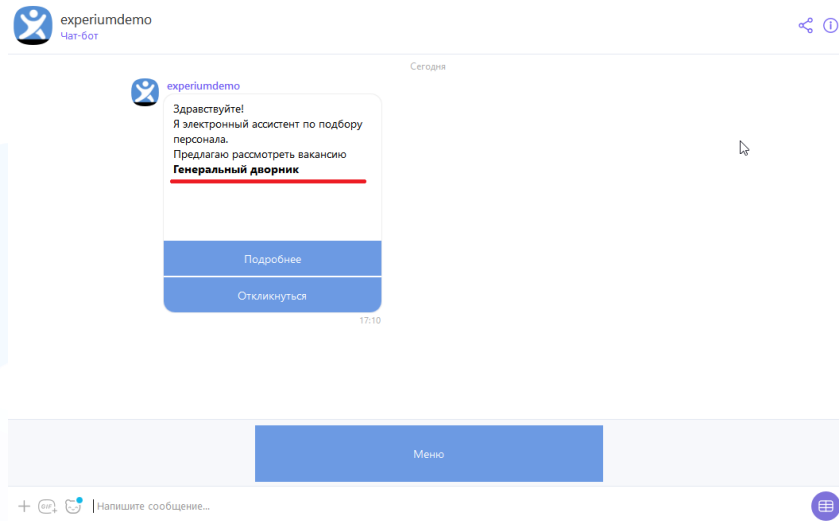 experiumdemo
Чат-бот
Сегодня
experiumdemo
Здравствуйте!
Я электронный ассистент по подбору
персонала.
Предлагаю рассмотреть вакансию
Генеральный дворник
Подробнее
Откликнуться
17:10
Меню
GIF
Напишите сообщение...